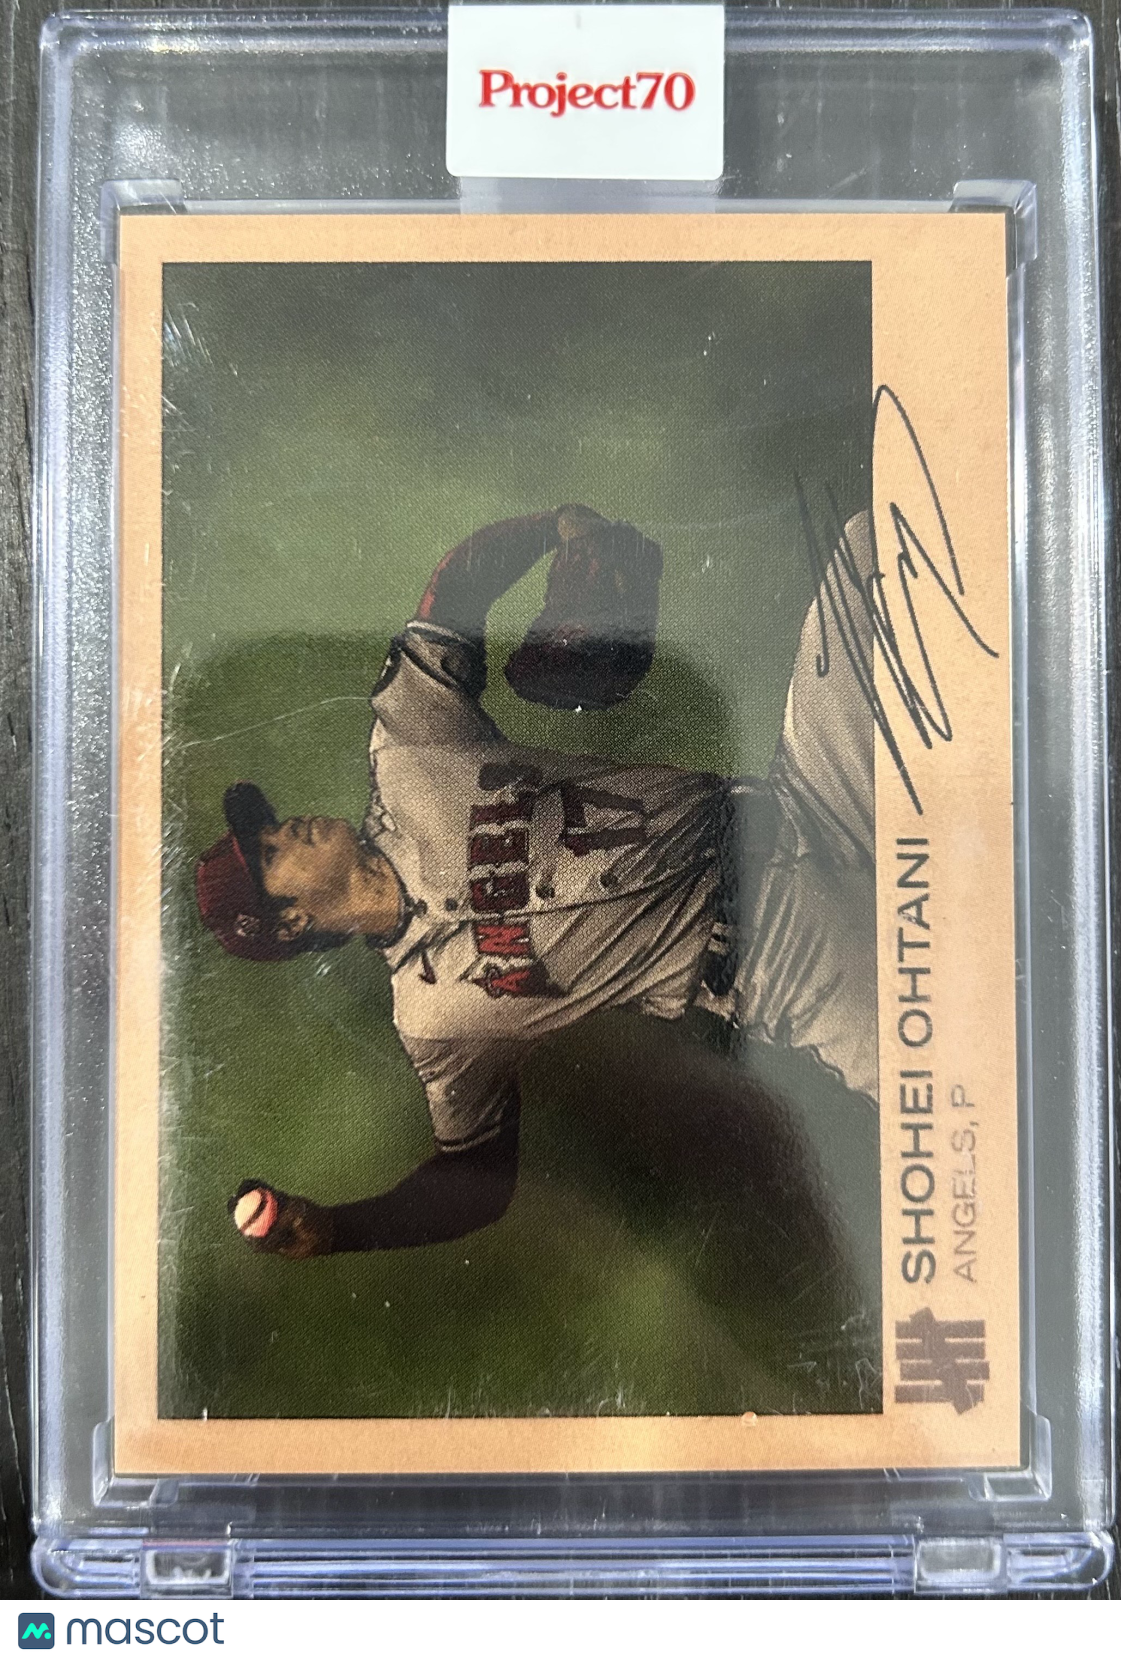 Project70
ANGELS
17
SHOHEI OHTANI
ANGELS, P
mascot